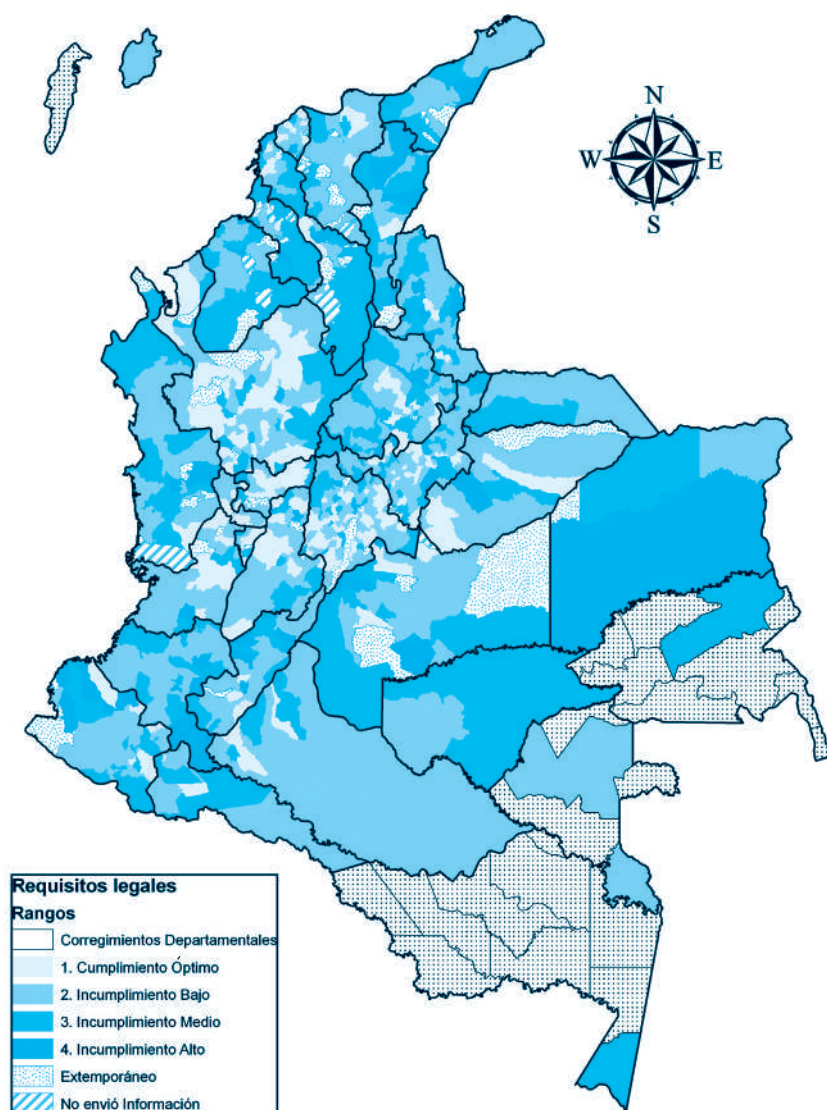 N
W E
S
Requisitos legales
Rangos
Corregimientos Departamentales
1. Cumplimiento Óptimo
2. Incumplimiento Bajo
3. Incumplimiento Medio
4. Incumplimiento Alto
Extemporáneo
No envió Información